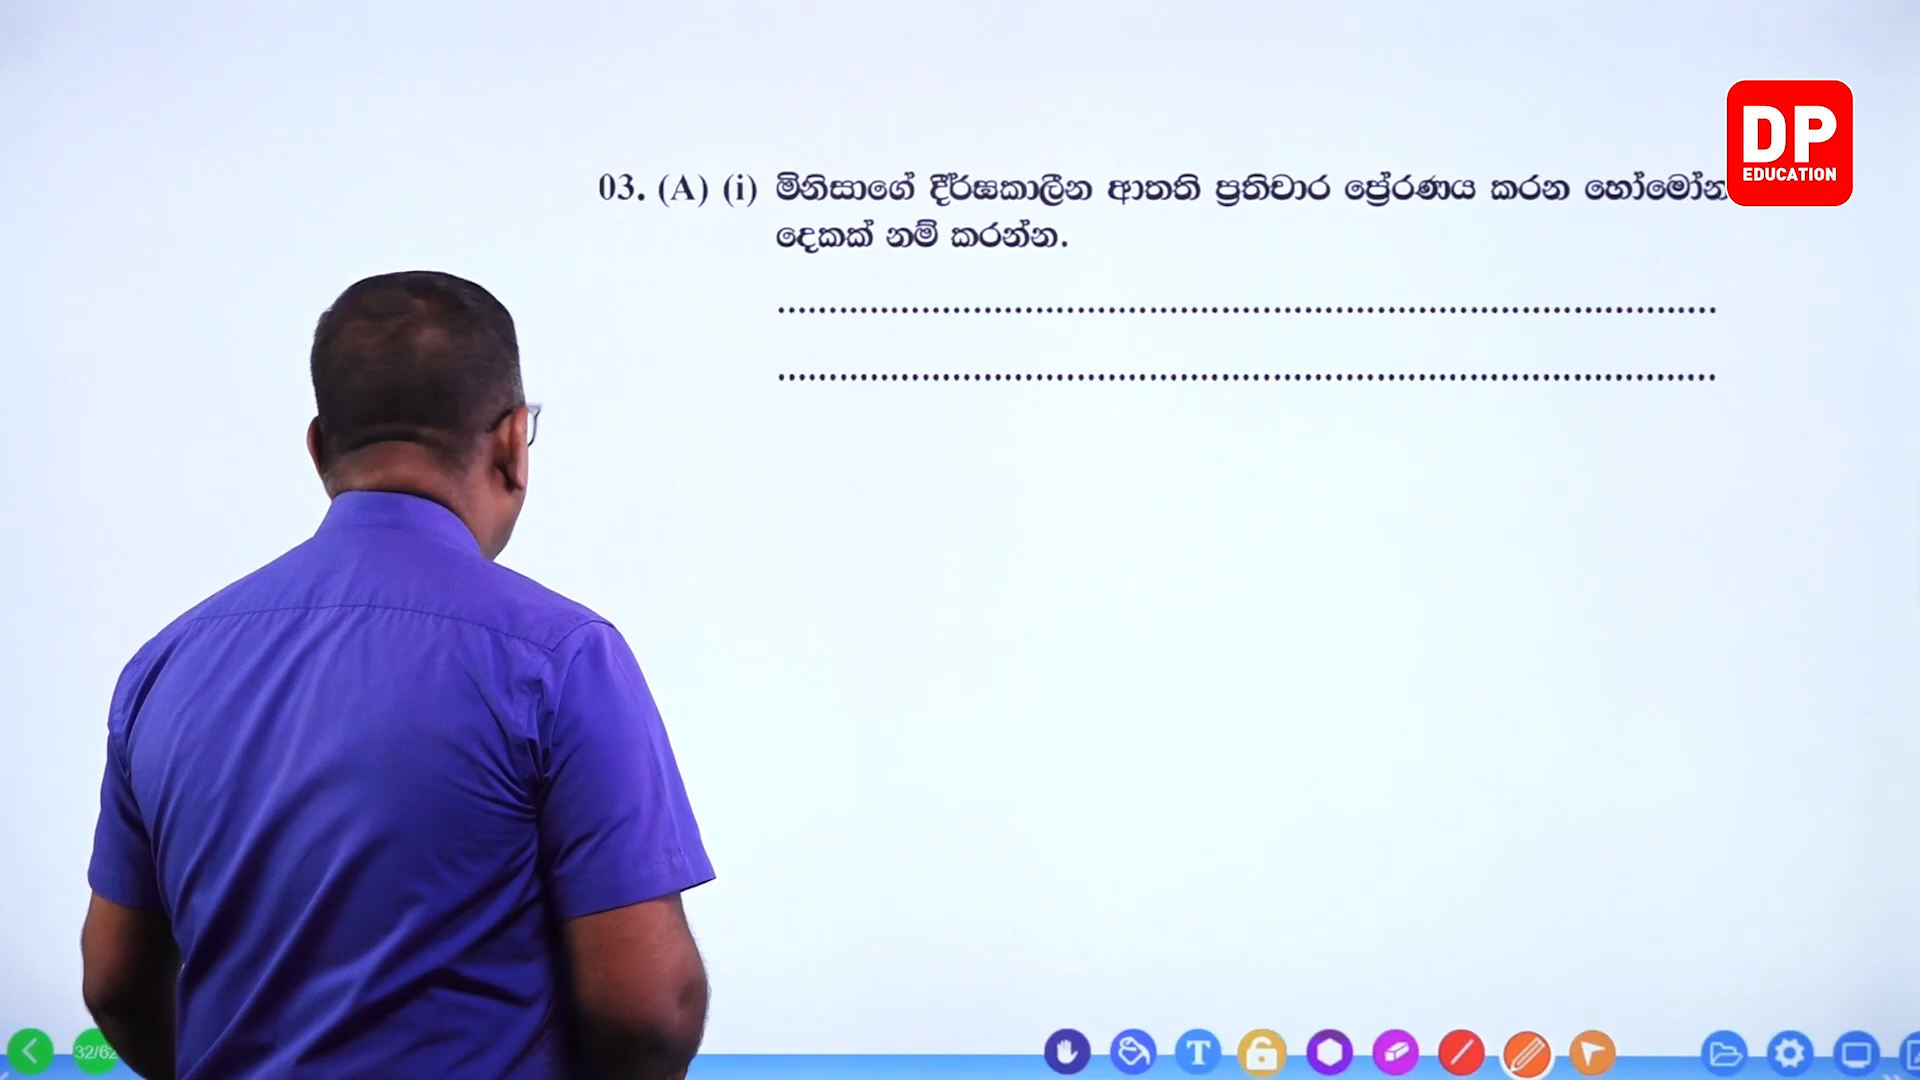 DP
EDUCATION
03. (A) (i) මිනිසාගේ දීර්ඝකාලීන ආතති ප්‍රතිචාර ප්‍රේරණය කරන හෝමෝන
දෙකක් නම් කරන්න.
................................................................................
................................................................................
32/62
T